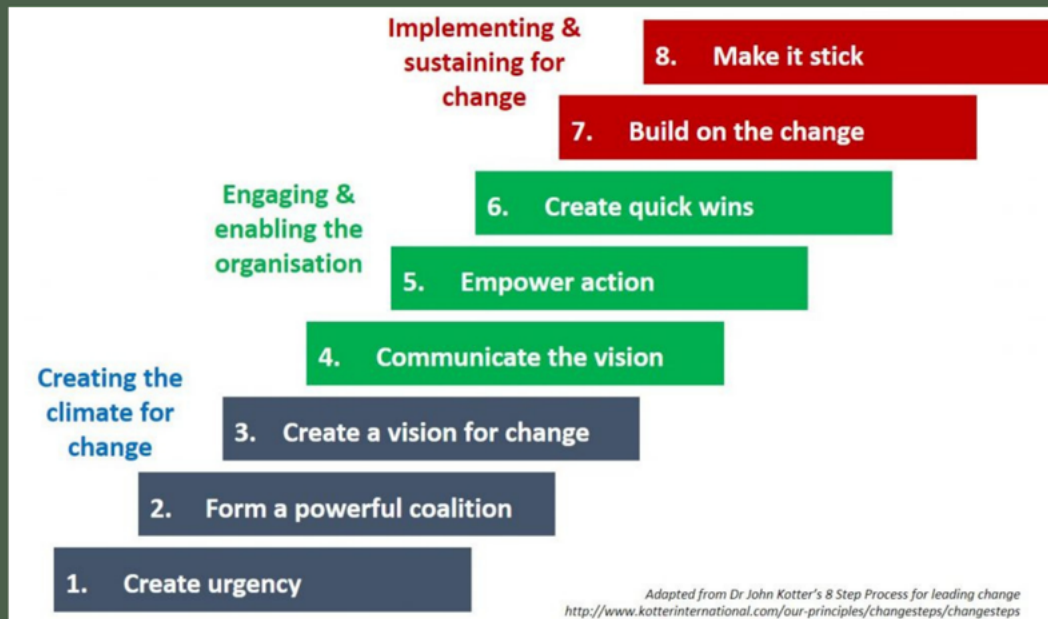 Implementing &
sustaining for
change
8. Make it stick
7. Build on the change
Engaging &
enabling the
organisation
6. Create quick wins
5. Empower action
4. Communicate the vision
Creating the
climate for
change
3. Create a vision for change
2. Form a powerful coalition
1. Create urgency
Adapted from Dr John Kotter's 8 Step Process for leading change
http://www.kotterinternational.com/our-principles/changesteps/changesteps